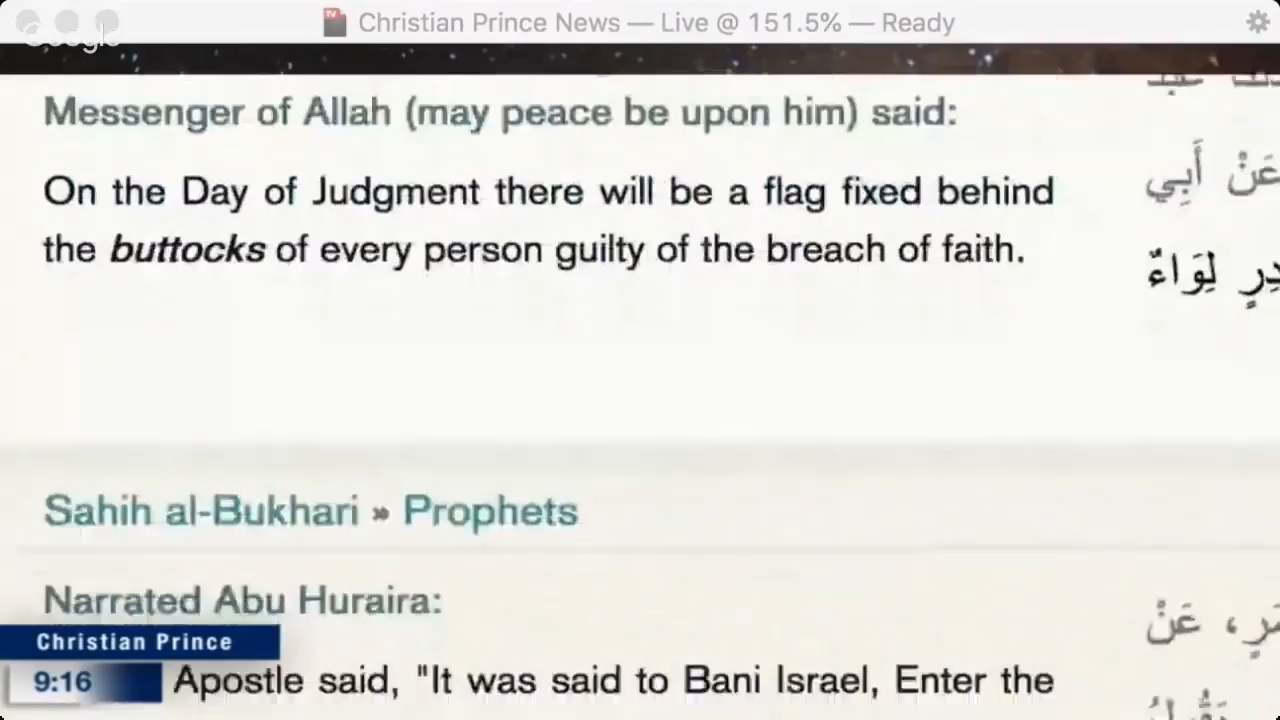 Christian Prince News — Live @ 151.5% — Ready
Google
Messenger of Allah (may peace be upon him) said:
عَنْ أَبِي
On the Day of Judgment there will be a flag fixed behind
the buttocks of every person guilty of the breach of faith.
لِوَاءٌ
Sahih al-Bukhari » Prophets
Narrated Abu Huraira:
عَنْ
Christian Prince
9:16
Apostle said, "It was said to Bani Israel, Enter the